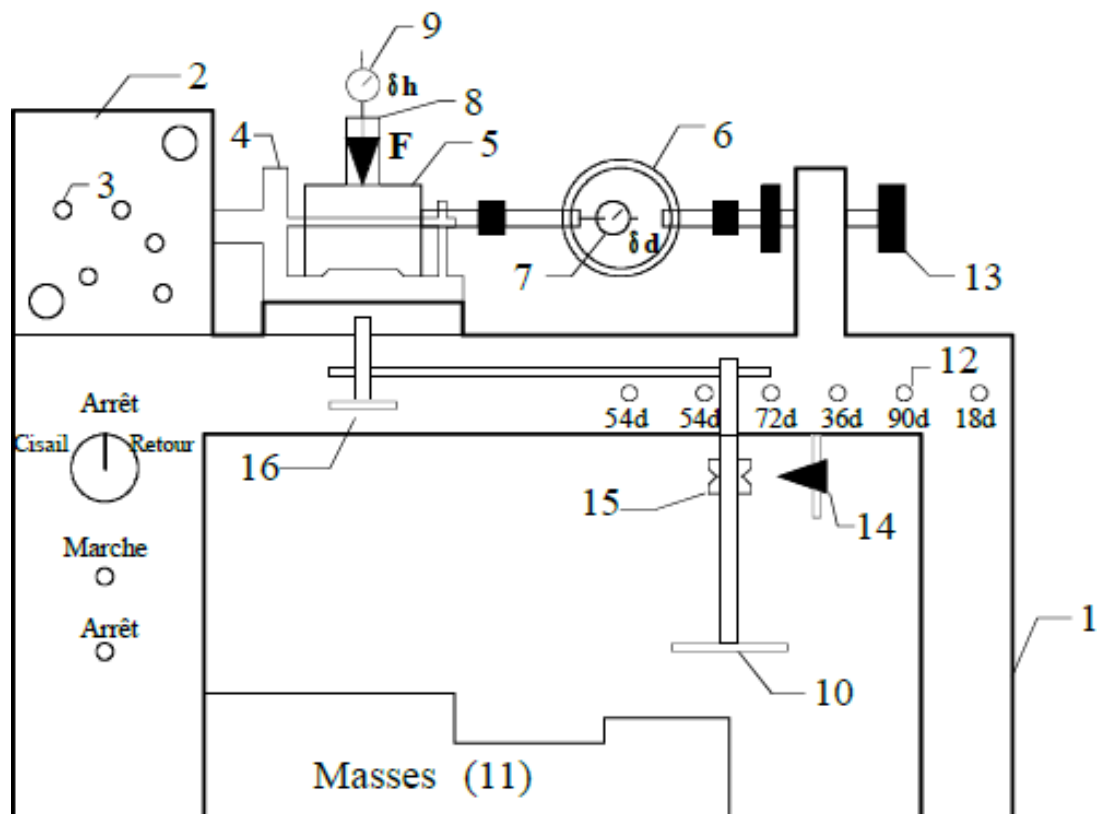 9
2
δh
8
4
F
5
6
3
7
δd
13
12
54d 54d 72d 36d 90d 18d
Arrêt
Cisail Retour
16
15
14
Marche
Arrêt
1
10
Masses (11)